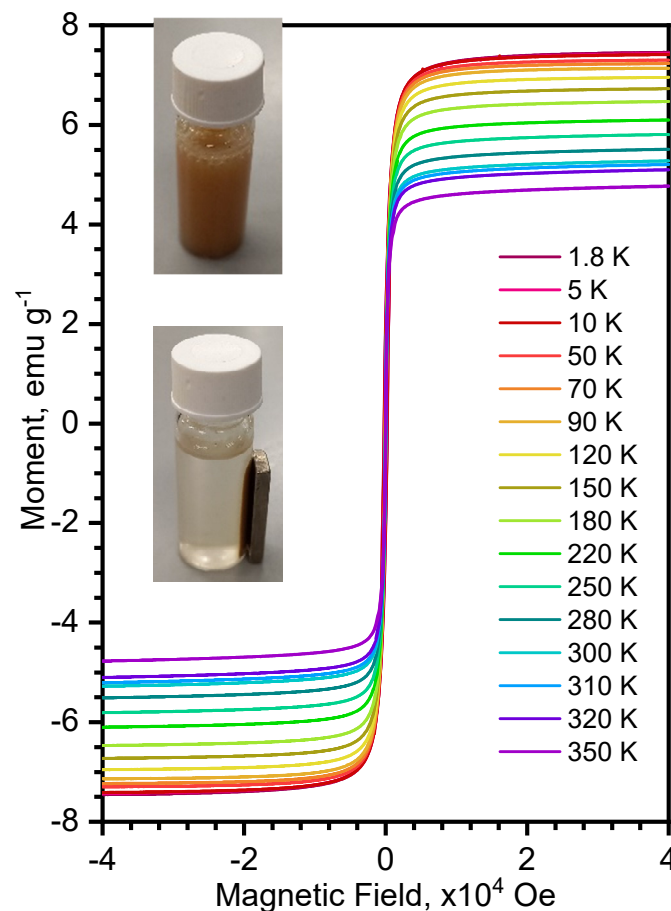 8
6
4
2
0
-2
-4
-6
-8
Moment, emu g⁻¹
1.8 K
5 K
10 K
50 K
70 K
90 K
120 K
150 K
180 K
220 K
250 K
280 K
300 K
310 K
320 K
350 K
-4 -2 0 2 4
Magnetic Field, x10⁴ Oe